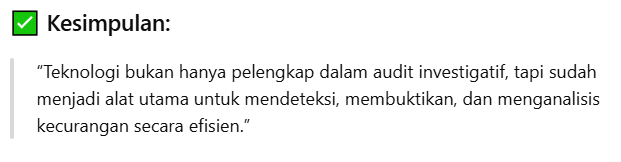 ✅ Kesimpulan:
“Teknologi bukan hanya pelengkap dalam audit investigatif, tapi sudah
menjadi alat utama untuk mendeteksi, membuktikan, dan menganalisis
kecurangan secara efisien.”